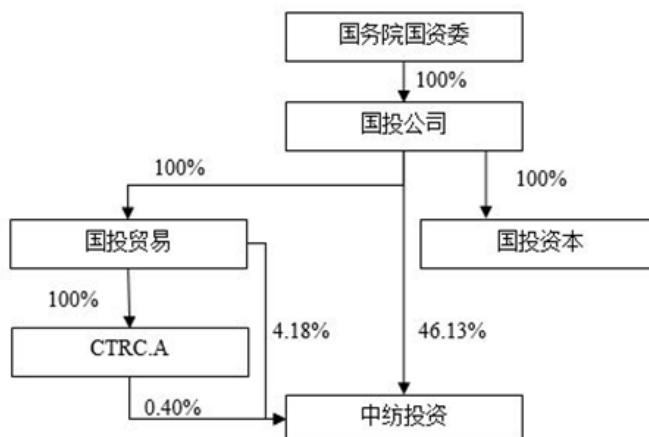 国务院国资委
100%
国投公司
100%
100%
国投贸易
国投资本
100%
4.18%
46.13%
CTRC.A
0.40%
中纺投资